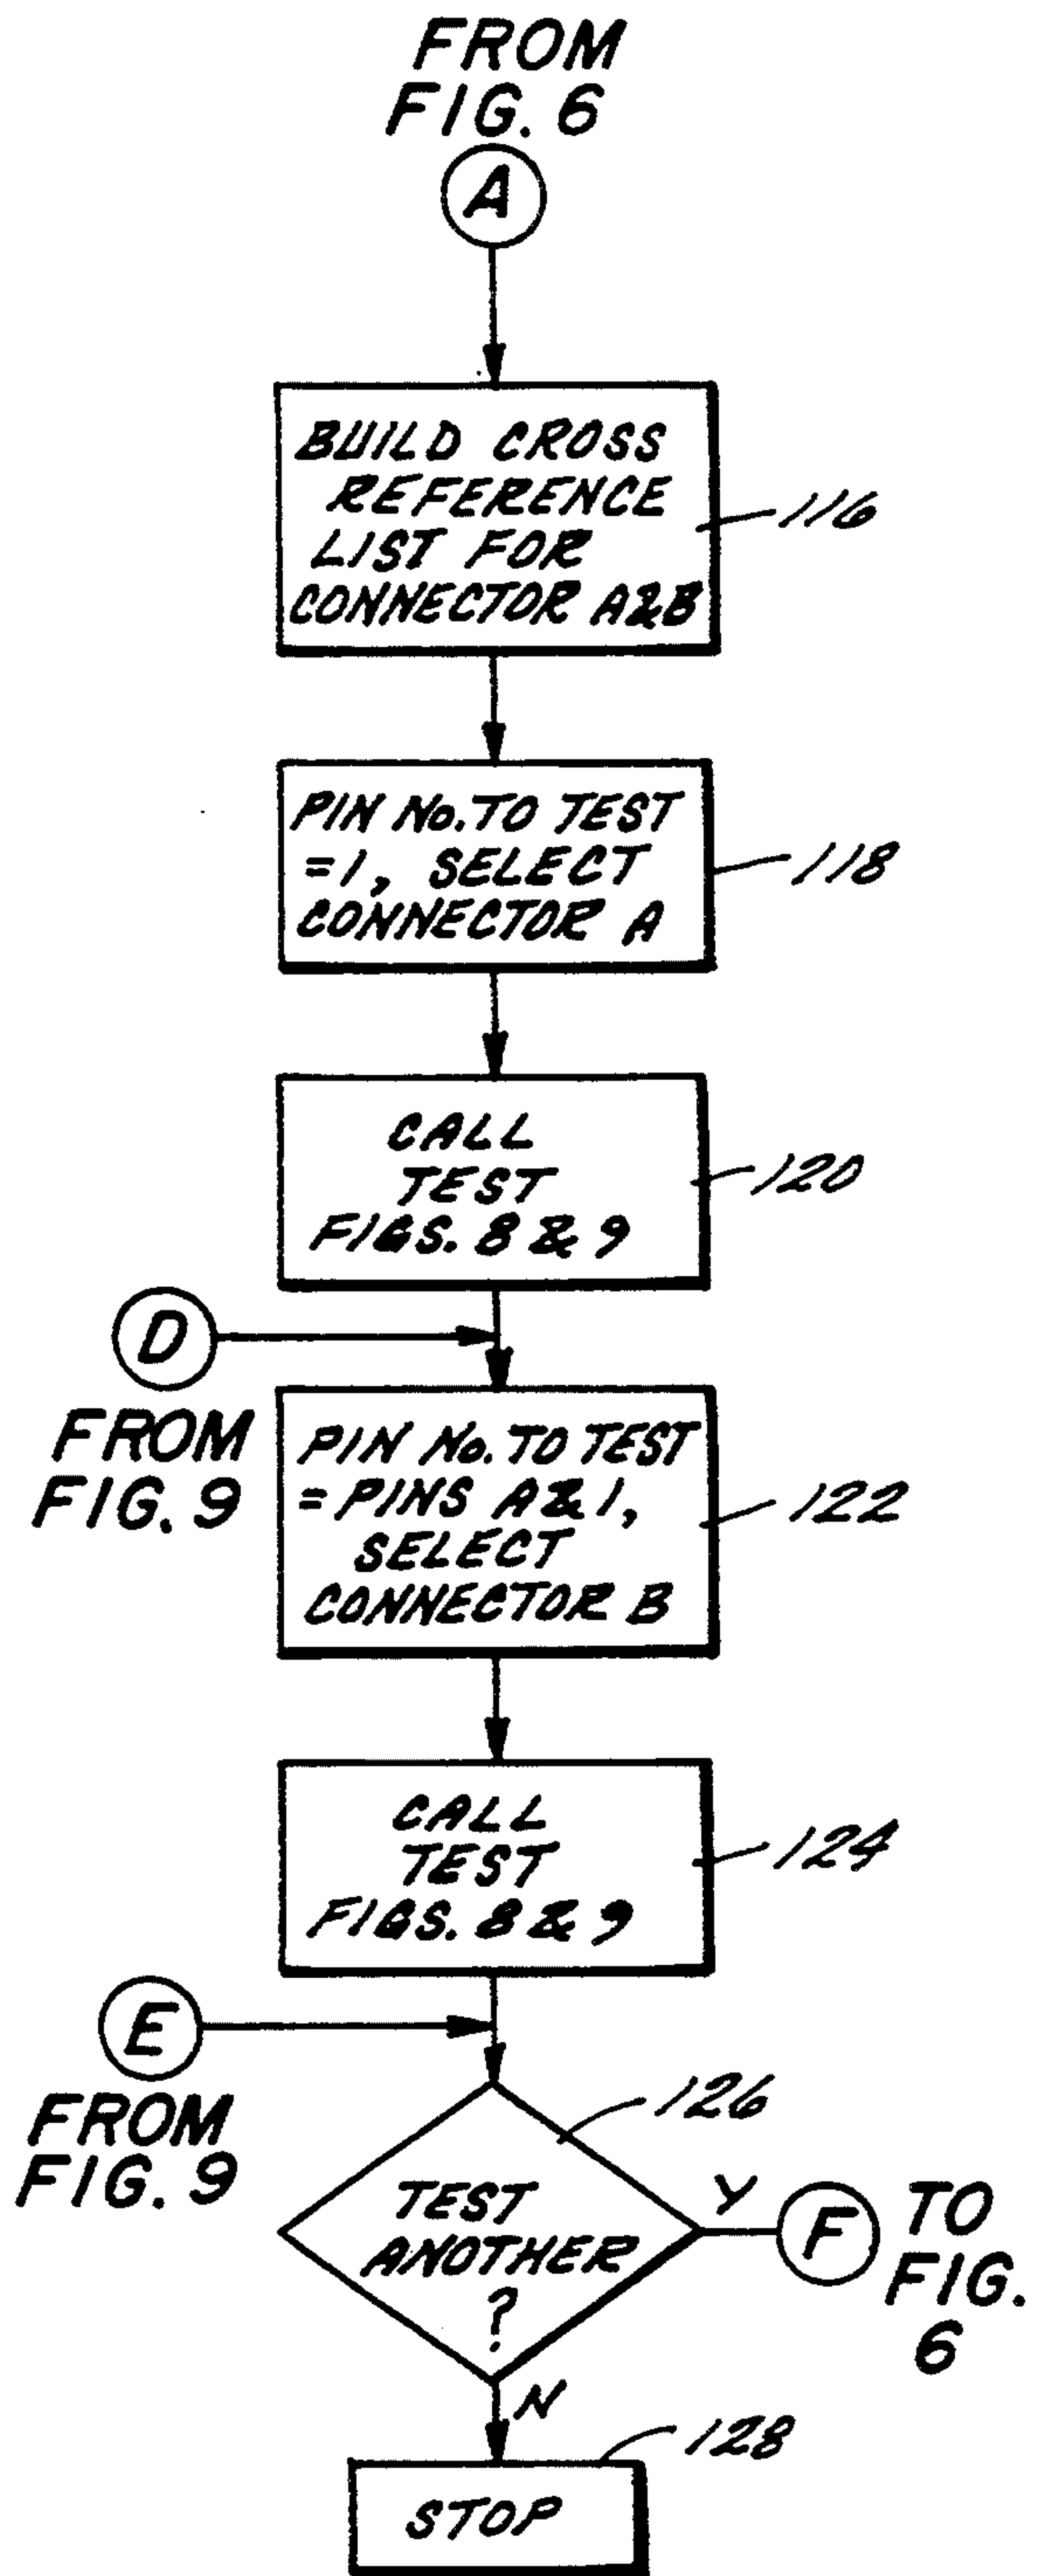 FROM
FIG. 6
A
BUILD CROSS
REFERENCE
LIST FOR
CONNECTOR A&B
116
PIN No. TO TEST
=1, SELECT
CONNECTOR A
118
CALL
TEST
FIGS. 8 & 9
120
D
FROM
FIG. 9
PIN No. TO TEST
= PINS A&1,
SELECT
CONNECTOR B
122
CALL
TEST
FIGS. 8 & 9
124
E
FROM
FIG. 9
126
TEST
ANOTHER
?
Y
F
TO
FIG.
6
N
128
STOP